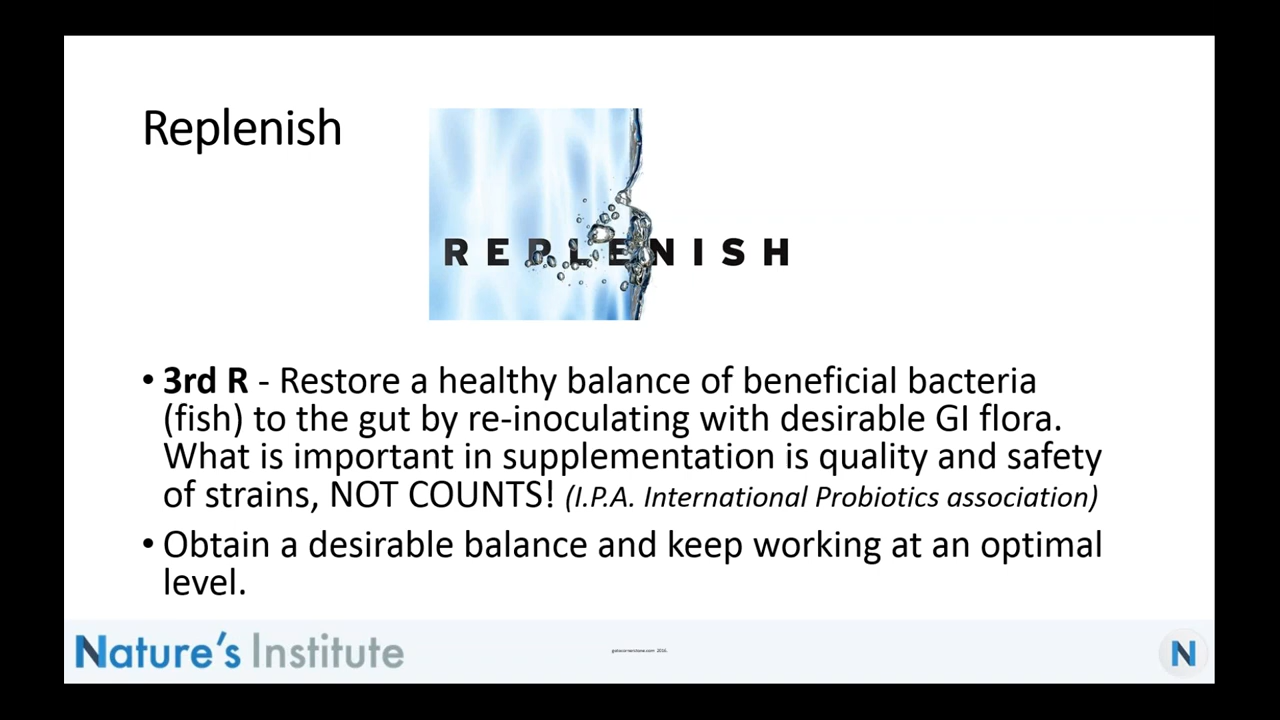 Replenish
REPLENISH
• 3rd R - Restore a healthy balance of beneficial bacteria
(fish) to the gut by re-inoculating with desirable GI flora.
What is important in supplementation is quality and safety
of strains, NOT COUNTS! (I.P.A. International Probiotics association)
• Obtain a desirable balance and keep working at an optimal
level.
Nature's Institute
2016.
N